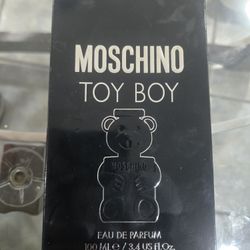 MOSCHINO
TOY BOY
MOSCHINO
EAU DE PARFUM
100 ML ℮ / 3.4 US fl.Oz.